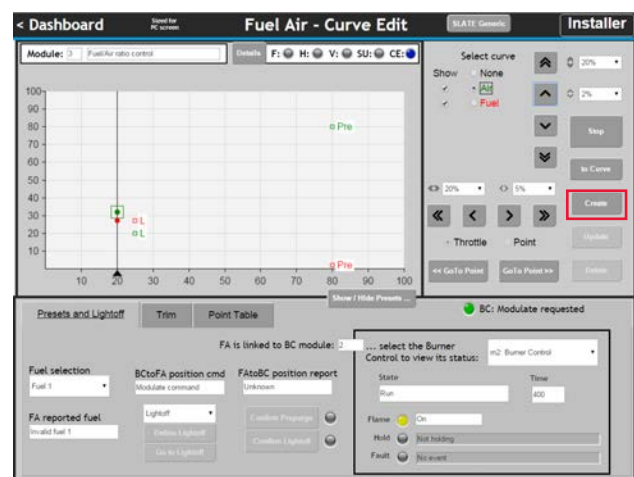 < Dashboard Sized for PC screen Fuel Air - Curve Edit SLATE Generic Installer
Module: 3 Fuel/Air ratio control Details F: H: V: SU: CE:
Select curve
Show None
Air
Fuel
20%
2%
Stop
to Curve
20% 5%
Create
Update
« < > »
Throttle Point
<< GoTo Point GoTo Point >> Delete
100
90
80
70
60
50
40
30
20
10
Pre
L
L
Pre
10 20 30 40 50 60 70 80 90 100
Show / Hide Presets ...
Presets and Lightoff Trim Point Table
BC: Modulate requested
FA is linked to BC module: 2
... select the Burner
Control to view its status: m2: Burner Control
Fuel selection
Fuel 1
BCtoFA position cmd
Modulate command
FAtoBC position report
Unknown
State
Run
Time
400
FA reported fuel
Invalid fuel 1
Lightoff
Define Lightoff
Go to Lightoff
Confirm Prepurge
Confirm Lightoff
Flame On
Hold Not holding
Fault No event